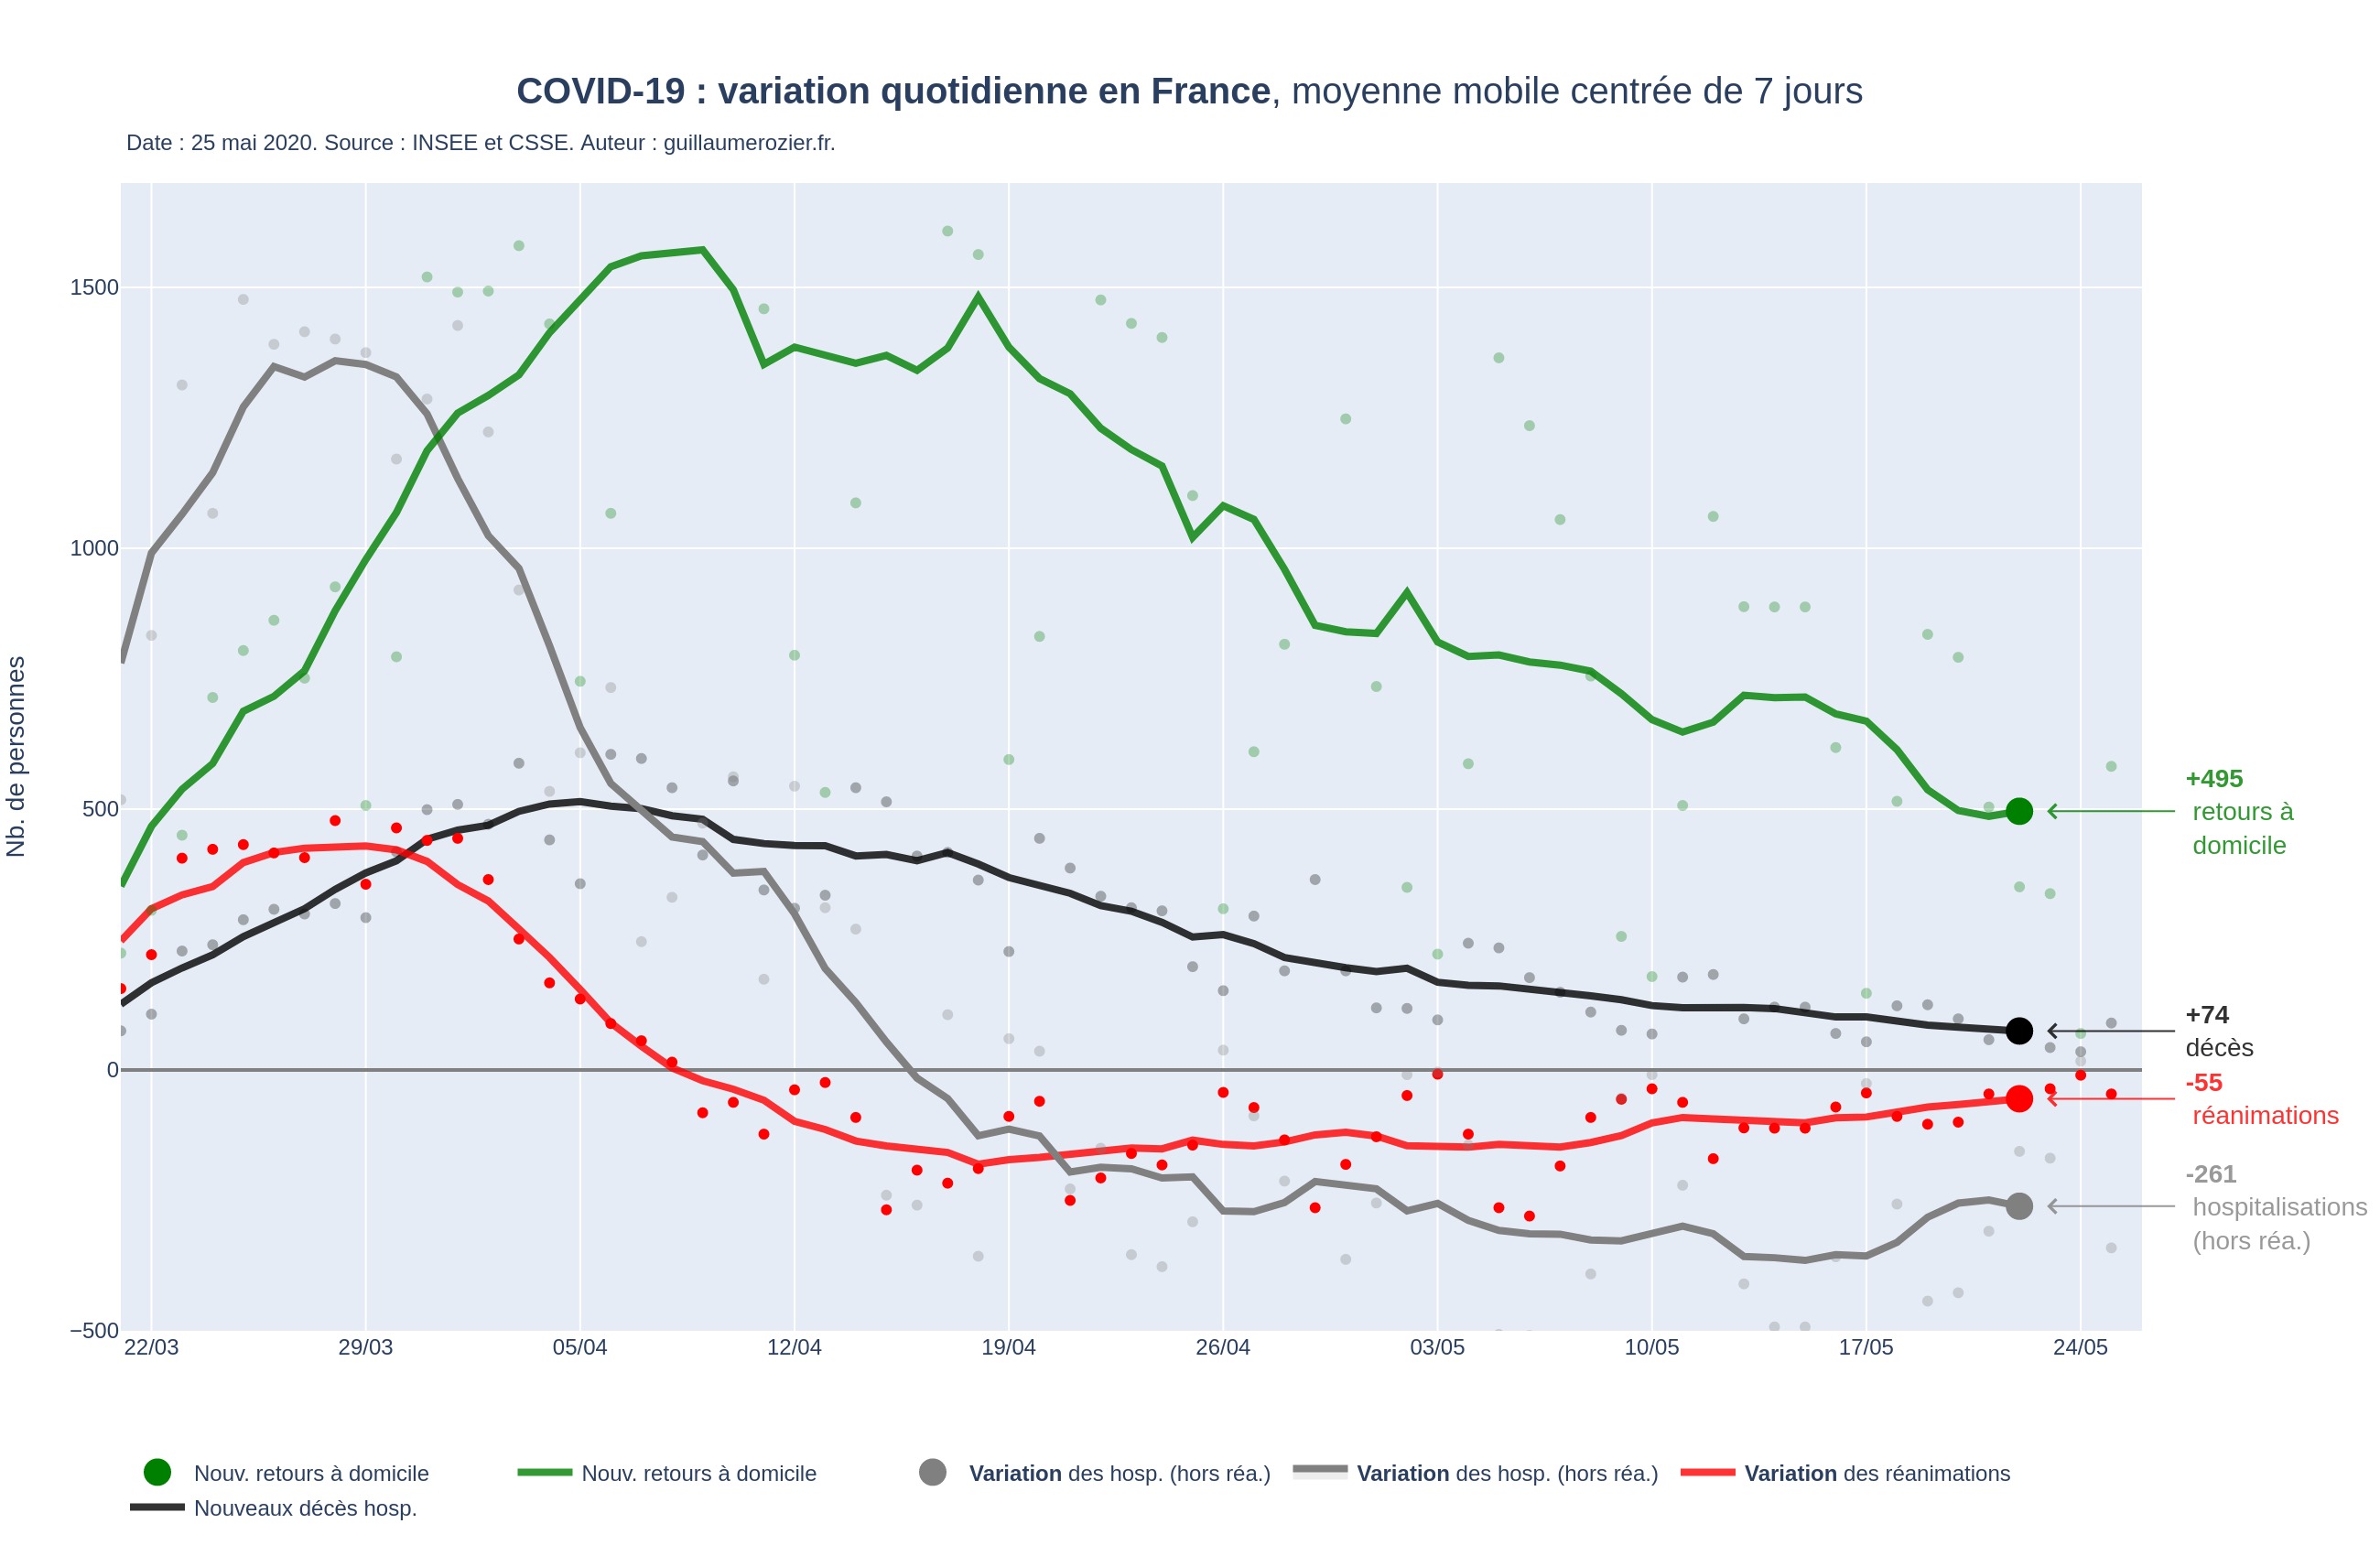 COVID-19 : variation quotidienne en France, moyenne mobile centrée de 7 jours
Date : 25 mai 2020. Source : INSEE et CSSE. Auteur : guillaumerozier.fr.
Nb. de personnes
1500
1000
500
0
−500
22/03 29/03 05/04 12/04 19/04 26/04 03/05 10/05 17/05 24/05
+495
retours à
domicile
+74
décès
-55
réanimations
-261
hospitalisations
(hors réa.)
Nouv. retours à domicile Nouv. retours à domicile Variation des hosp. (hors réa.) Variation des hosp. (hors réa.) Variation des réanimations
Nouveaux décès hosp.